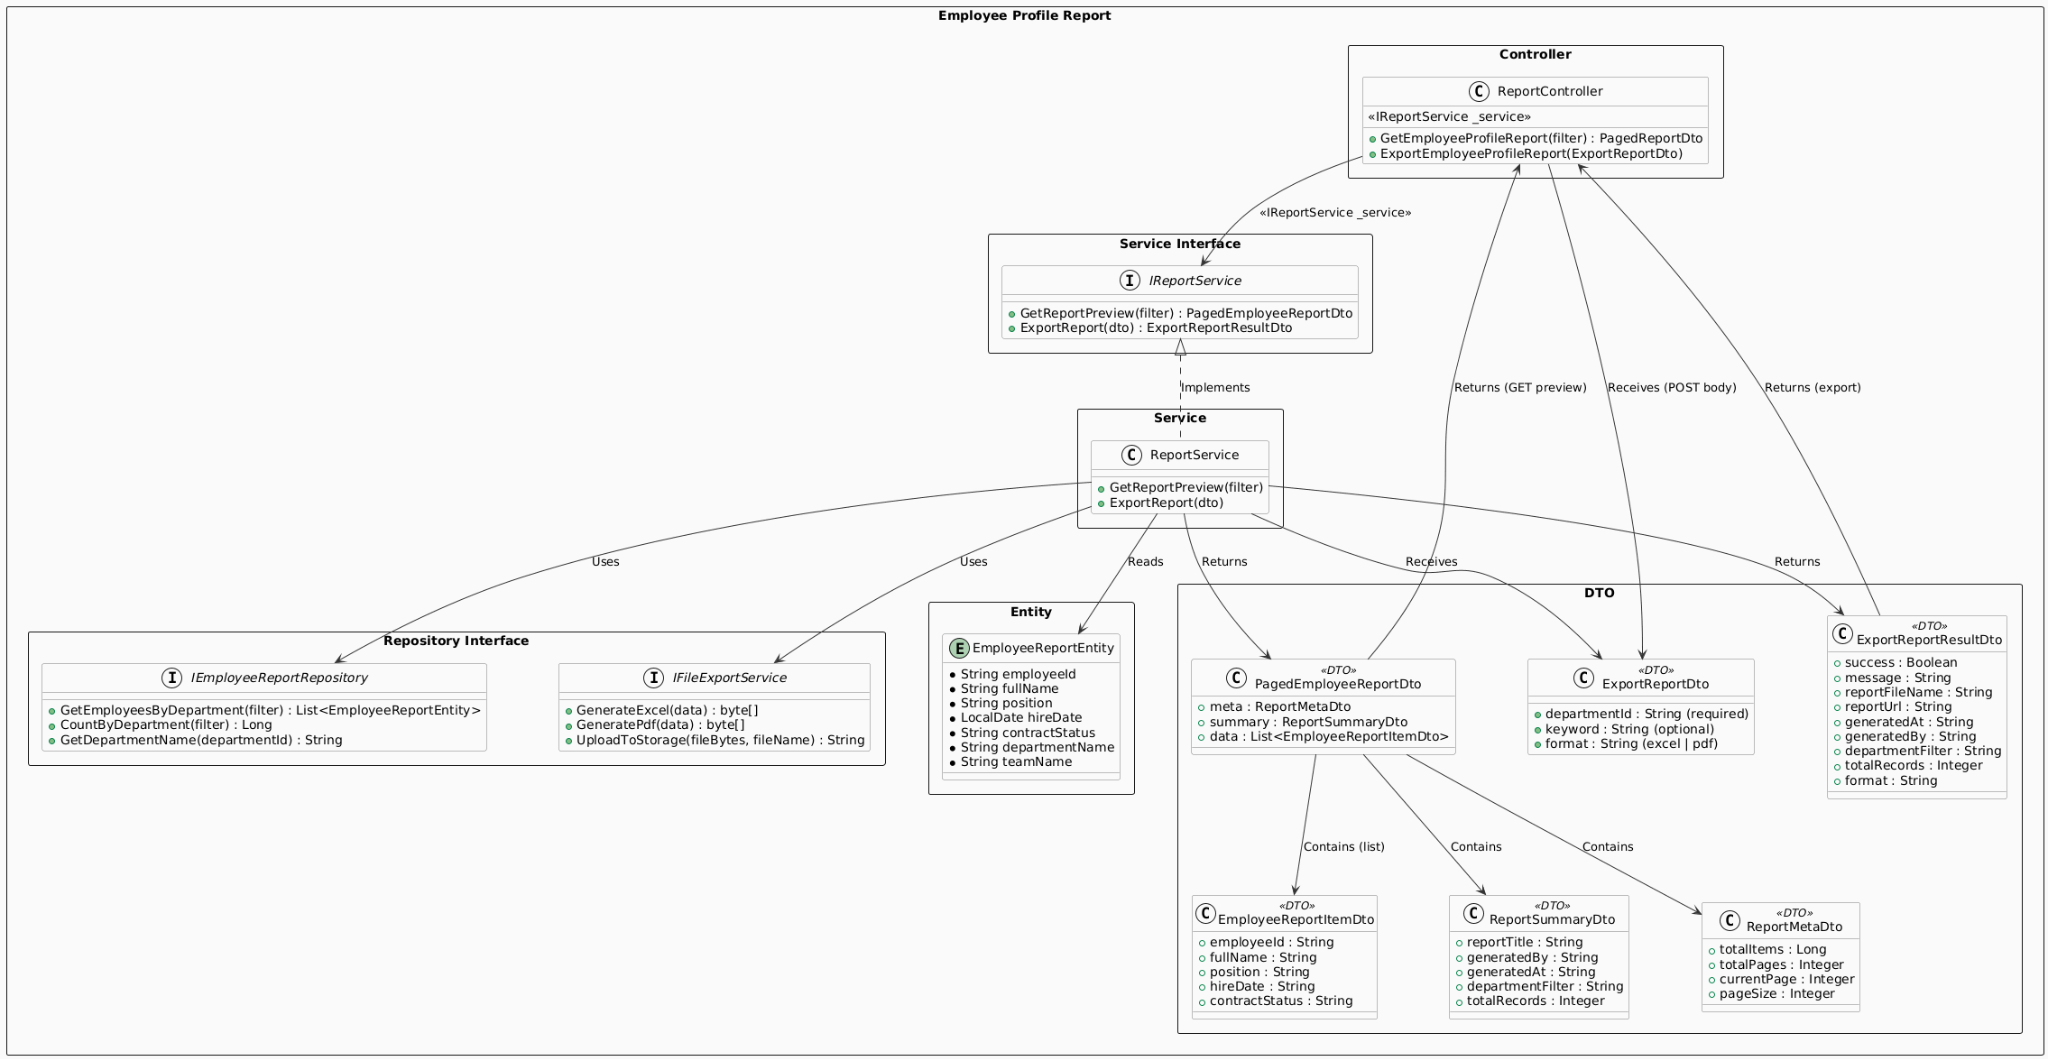 Employee Profile Report
Controller
C ReportController
«IReportService _service»
GetEmployeeProfileReport(filter) : PagedReportDto
ExportEmployeeProfileReport(ExportReportDto)
«IReportService _service»
Service Interface
I IReportService
GetReportPreview(filter) : PagedEmployeeReportDto
ExportReport(dto) : ExportReportResultDto
Implements
Returns (GET preview)
Receives (POST body)
Returns (export)
Service
C ReportService
GetReportPreview(filter)
ExportReport(dto)
Uses
Uses
Reads
Returns
Receives
Returns
Repository Interface
I IEmployeeReportRepository
GetEmployeesByDepartment(filter) : List<EmployeeReportEntity>
CountByDepartment(filter) : Long
GetDepartmentName(departmentId) : String
I IFileExportService
GenerateExcel(data) : byte[]
GeneratePdf(data) : byte[]
UploadToStorage(fileBytes, fileName) : String
Entity
E EmployeeReportEntity
String employeeId
String fullName
String position
LocalDate hireDate
String contractStatus
String departmentName
String teamName
DTO
«DTO»
C PagedEmployeeReportDto
meta : ReportMetaDto
summary : ReportSummaryDto
data : List<EmployeeReportItemDto>
«DTO»
C ExportReportDto
departmentId : String (required)
keyword : String (optional)
format : String (excel | pdf)
«DTO»
C ExportReportResultDto
success : Boolean
message : String
reportFileName : String
reportUrl : String
generatedAt : String
generatedBy : String
departmentFilter : String
totalRecords : Integer
format : String
Contains (list)
Contains
Contains
«DTO»
C EmployeeReportItemDto
employeeId : String
fullName : String
position : String
hireDate : String
contractStatus : String
«DTO»
C ReportSummaryDto
reportTitle : String
generatedBy : String
generatedAt : String
departmentFilter : String
totalRecords : Integer
«DTO»
C ReportMetaDto
totalItems : Long
totalPages : Integer
currentPage : Integer
pageSize : Integer